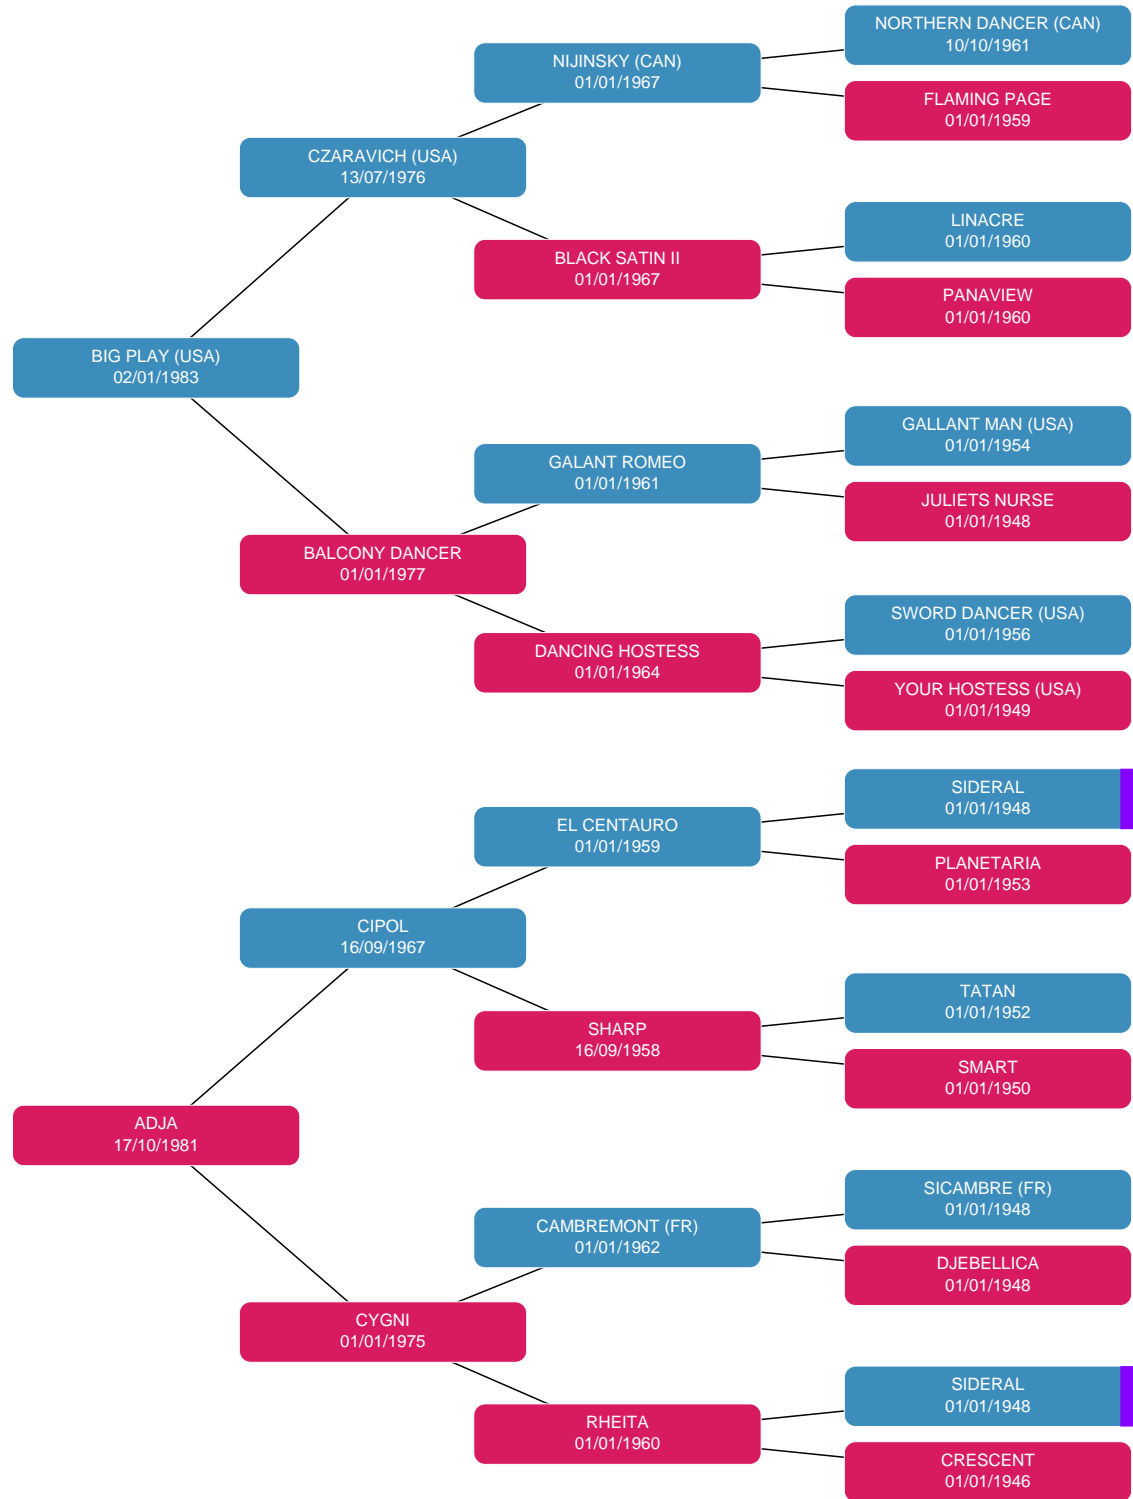 NORTHERN DANCER (CAN)
10/10/1961
NIJINSKY (CAN)
01/01/1967
FLAMING PAGE
01/01/1959
CZARAVICH (USA)
13/07/1976
LINACRE
01/01/1960
BLACK SATIN II
01/01/1967
PANAVIEW
01/01/1960
BIG PLAY (USA)
02/01/1983
GALLANT MAN (USA)
01/01/1954
GALANT ROMEO
01/01/1961
JULIETS NURSE
01/01/1948
BALCONY DANCER
01/01/1977
SWORD DANCER (USA)
01/01/1956
DANCING HOSTESS
01/01/1964
YOUR HOSTESS (USA)
01/01/1949
SIDERAL
01/01/1948
EL CENTAURO
01/01/1959
PLANETARIA
01/01/1953
CIPOL
16/09/1967
TATAN
01/01/1952
SHARP
16/09/1958
SMART
01/01/1950
ADJA
17/10/1981
SICAMBRE (FR)
01/01/1948
CAMBREMONT (FR)
01/01/1962
DJEBELLICA
01/01/1948
CYGNI
01/01/1975
SIDERAL
01/01/1948
RHEITA
01/01/1960
CRESCENT
01/01/1946